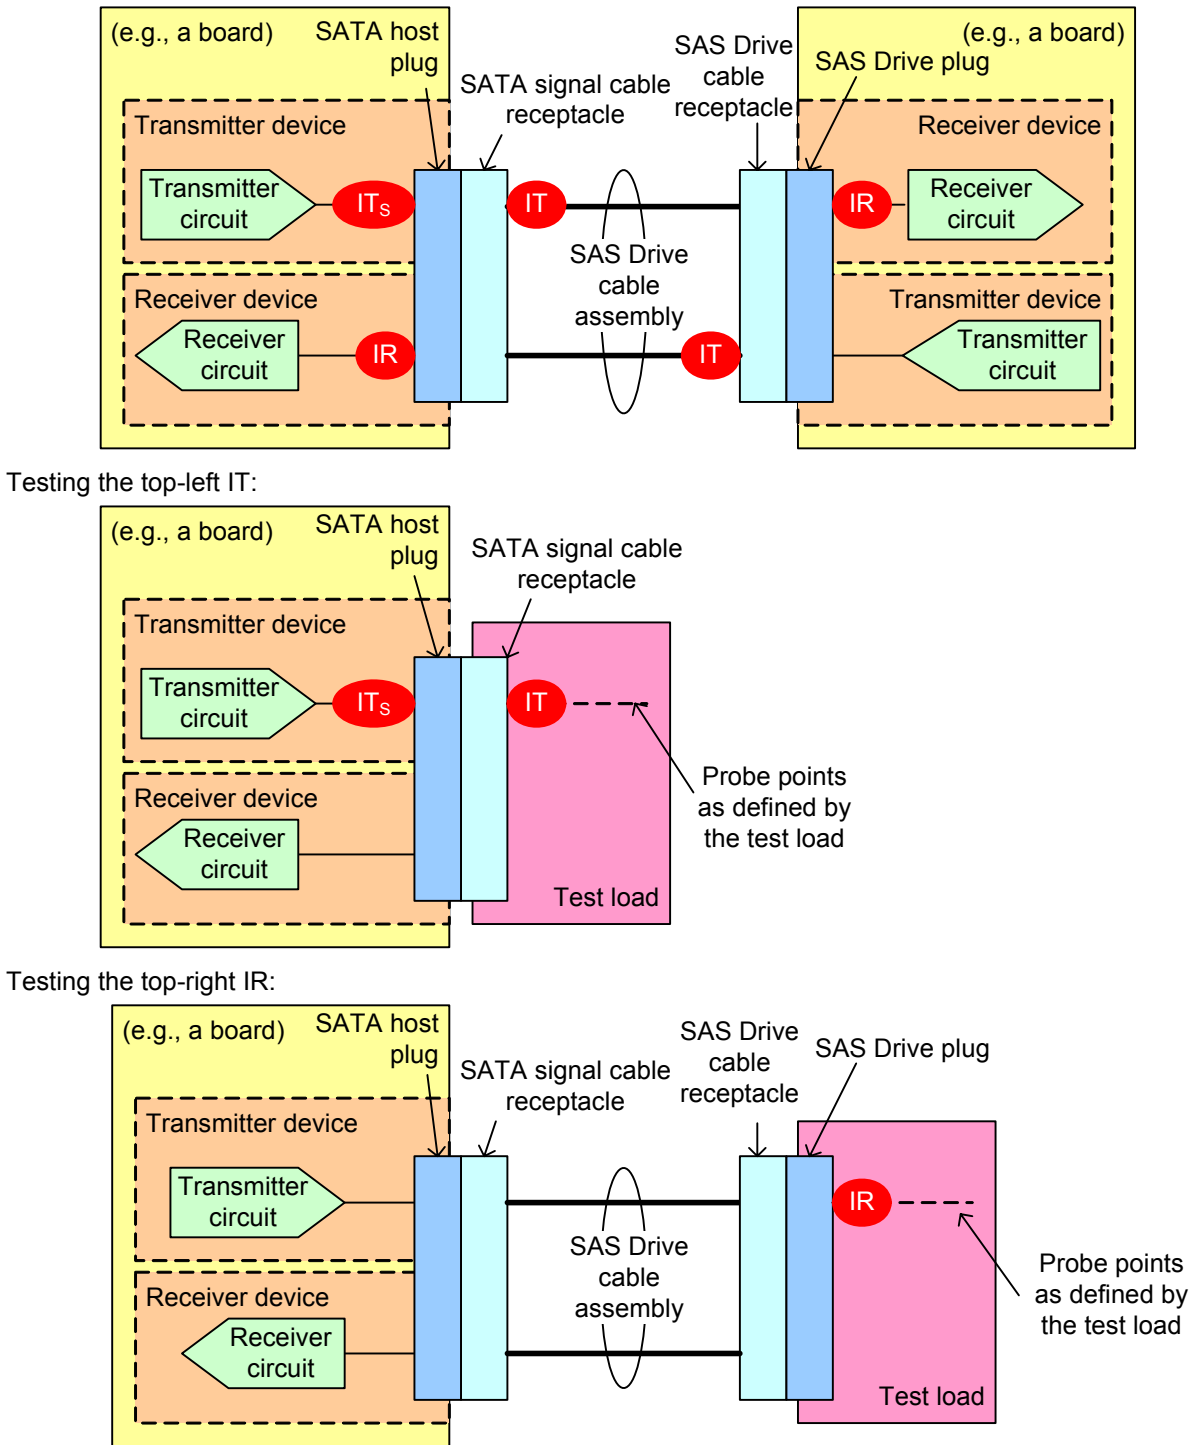 (e.g., a board)
SATA host
plug
SATA signal cable
receptacle
SAS Drive
cable
receptacle
SAS Drive plug
(e.g., a board)
Transmitter device
Transmitter
circuit
ITS
IT
SAS Drive
cable
assembly
IR
Receiver device
Receiver
circuit
Receiver device
Receiver
circuit
IR
IT
Transmitter device
Transmitter
circuit
Testing the top-left IT:
(e.g., a board)
SATA host
plug
SATA signal cable
receptacle
Transmitter device
Transmitter
circuit
ITS
IT
Probe points
as defined by
the test load
Receiver device
Receiver
circuit
Test load
Testing the top-right IR:
(e.g., a board)
SATA host
plug
SATA signal cable
receptacle
SAS Drive
cable
receptacle
SAS Drive plug
Transmitter device
Transmitter
circuit
SAS Drive
cable
assembly
IR
Probe points
as defined by
the test load
Receiver device
Receiver
circuit
Test load